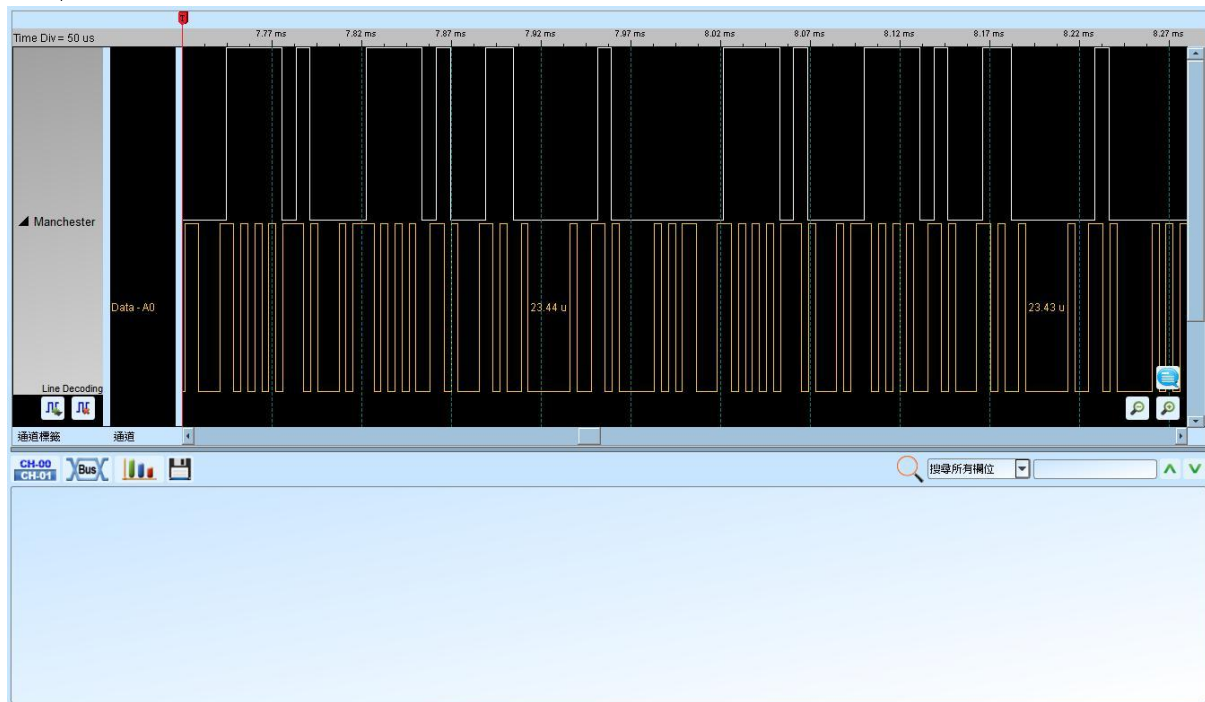 T
Time Div = 50 us
7.77 ms 7.82 ms 7.87 ms 7.92 ms 7.97 ms 8.02 ms 8.07 ms 8.12 ms 8.17 ms 8.22 ms 8.27 ms
Manchester
Data - A0
23.44 u
23.43 u
Line Decoding
通道標籤 通道
CH-00
CH-01
Bus
搜尋所有欄位